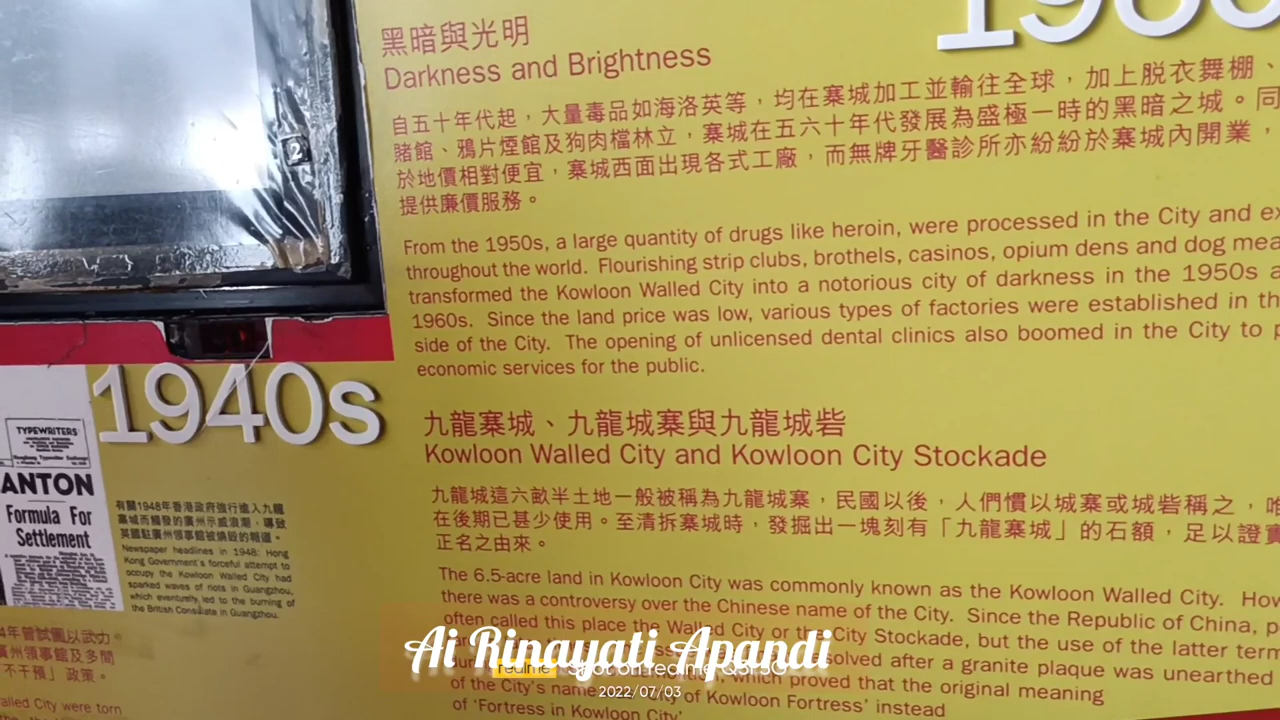 198
黑暗與光明
Darkness and Brightness
自五十年代起，大量毒品如海洛英等，均在寨城加工並輸往全球，加上脱衣舞棚、
賭館、鴉片煙館及狗肉檔林立，寨城在五六十年代發展為盛極一時的黑暗之城。同
於地價相對便宜，寨城西面出現各式工廠，而無牌牙醫診所亦紛紛於寨城內開業，
提供廉價服務。
From the 1950s, a large quantity of drugs like heroin, were processed in the City and ex
throughout the world. Flourishing strip clubs, brothels, casinos, opium dens and dog mea
transformed the Kowloon Walled City into a notorious city of darkness in the 1950s a
1960s. Since the land price was low, various types of factories were established in th
side of the City. The opening of unlicensed dental clinics also boomed in the City to p
economic services for the public.
九龍寨城、九龍城寨與九龍城砦
Kowloon Walled City and Kowloon City Stockade
九龍城這六畝半土地一般被稱為九龍城寨，民國以後，人們慣以城寨或城砦稱之，唯
在後期已甚少使用。至清拆寨城時，發掘出一塊刻有「九龍寨城」的石額，足以證實
正名之由來。
The 6.5-acre land in Kowloon City was commonly known as the Kowloon Walled City. How
there was a controversy over the Chinese name of the City. Since the Republic of China, p
often called this place the Walled City or the City Stockade, but the use of the latter term
solved after a granite plaque was unearthed
of the City's name of Kowloon Fortress' instead
which proved that the original meaning
of 'Fortress in Kowloon City'
2
1940s
TYPEWRITERS
ANTON
Formula For
Settlement
有關1948年香港政府強行進入九龍
寨城而觸發的廣州示威浪潮，導致
英國駐廣州領事館被燒毀的報道。
Newspaper headlines in 1948: Hong
Kong Government's forceful attempt to
occupy the Kowloon Walled City had
sparked waves of riots in Guangzhou,
which eventually led to the burning of
the British Consulate in Guangzhou.
4年曾試圖以武力。
廣州領事館及多間
不干預」政策。
alled City were torn
Ai Rinayati Apandi
realme Shot on realme Q3i 5G
2022/07/03